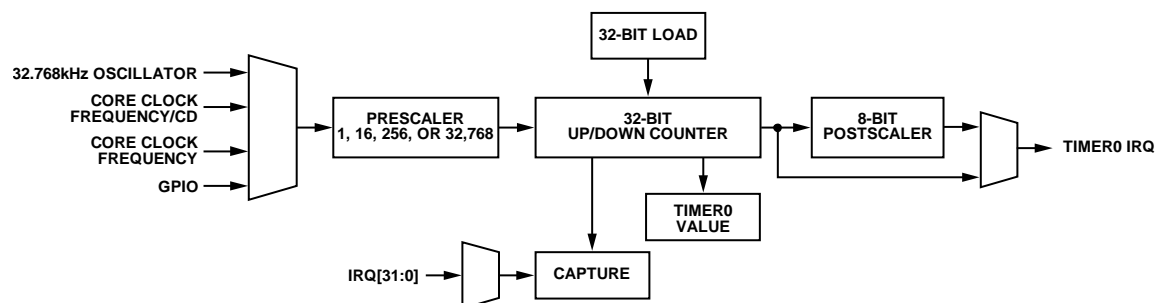 32-BIT LOAD
32.768kHz OSCILLATOR
CORE CLOCK
FREQUENCY/CD
CORE CLOCK
FREQUENCY
GPIO
PRESCALER
1, 16, 256, OR 32,768
32-BIT
UP/DOWN COUNTER
8-BIT
POSTSCALER
TIMER0 IRQ
TIMER0
VALUE
IRQ[31:0]
CAPTURE